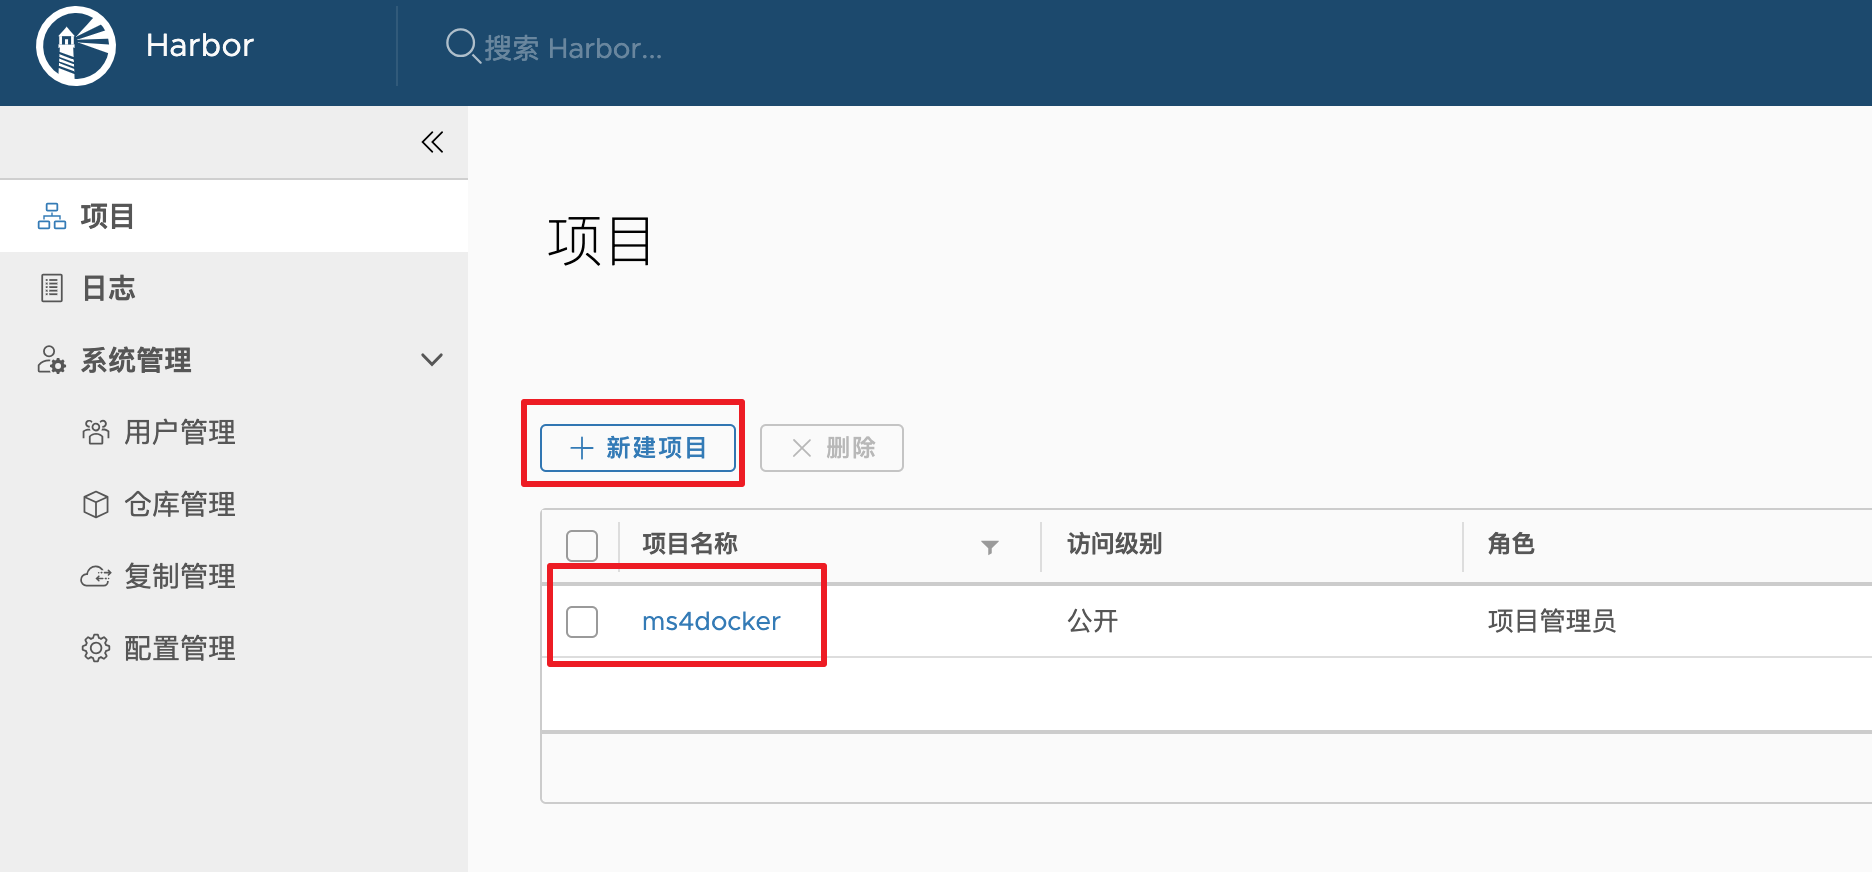 Harbor
搜索 Harbor...
项目
日志
系统管理
用户管理
仓库管理
复制管理
配置管理
项目
新建项目
删除
项目名称 访问级别 角色
ms4docker 公开 项目管理员